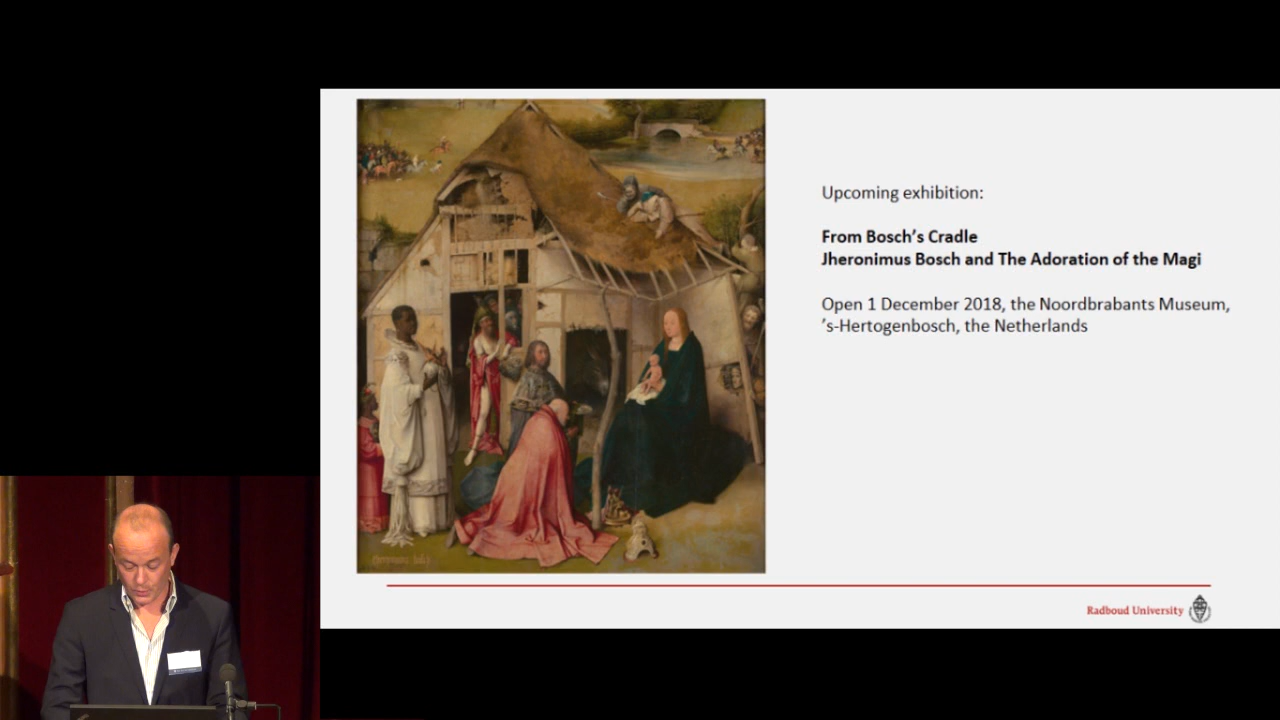 Upcoming exhibition:
From Bosch's Cradle
Jheronimus Bosch and The Adoration of the Magi
Open 1 December 2018, the Noordbrabants Museum,
's-Hertogenbosch, the Netherlands
Radboud University